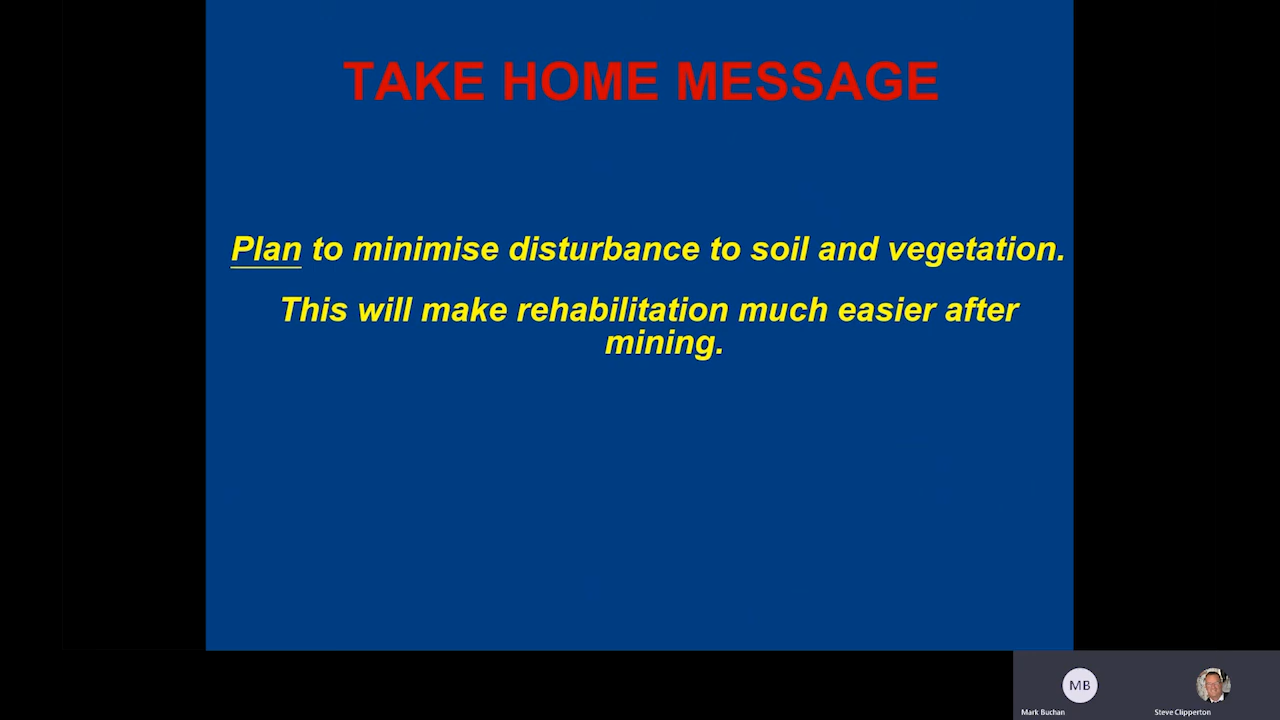 TAKE HOME MESSAGE
Plan to minimise disturbance to soil and vegetation.
This will make rehabilitation much easier after
mining.
MB
Mark Buchan
Steve Clipperton